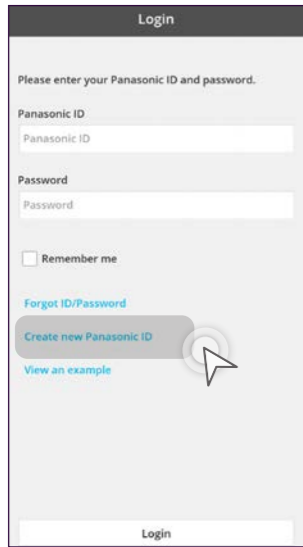 Login
Please enter your Panasonic ID and password.
Panasonic ID
Panasonic ID
Password
Password
Remember me
Forgot ID/Password
Create new Panasonic ID
View an example
Login